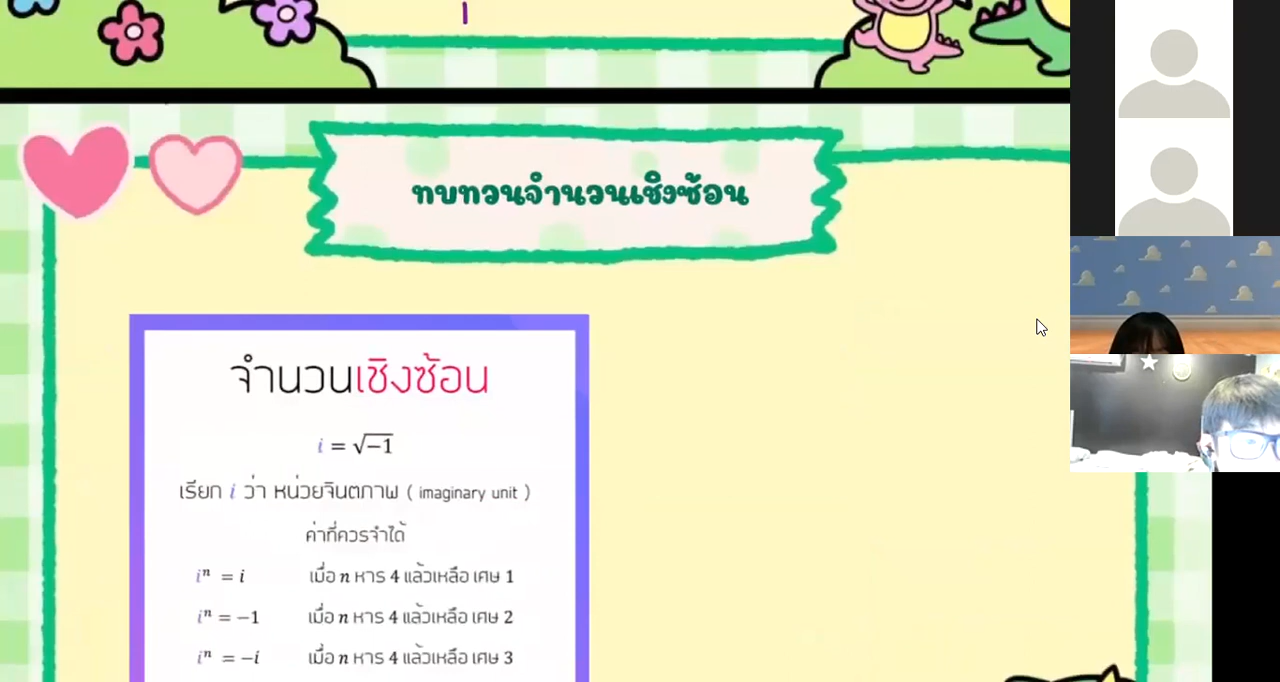 ทบทวนจำนวนเชิงซ้อน
จำนวนเชิงซ้อน
i = √−1
เรียก i ว่า หน่วยจินตภาพ ( imaginary unit )
ค่าที่ควรจำได้
iⁿ = i เมื่อ n หาร 4 แล้วเหลือ เศษ 1
iⁿ = −1 เมื่อ n หาร 4 แล้วเหลือ เศษ 2
iⁿ = −i เมื่อ n หาร 4 แล้วเหลือ เศษ 3